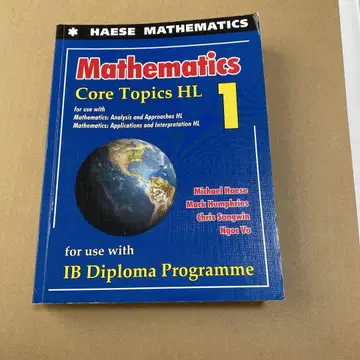 * HAESE MATHEMATICS
Mathematics
Core Topics HL
1
for use with
Mathematics: Analysis and Approaches HL
Mathematics: Applications and Interpretation HL
Michael Haese
Mark Humphries
Chris Sangwin
Ngoc Vo
for use with
IB Diploma Programme